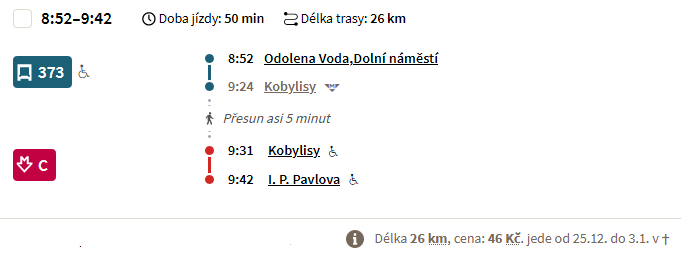 8:52–9:42 Doba jízdy: 50 min Délka trasy: 26 km
373
8:52 Odolena Voda,Dolní náměstí
9:24 Kobylisy
Přesun asi 5 minut
C
9:31 Kobylisy
9:42 I. P. Pavlova
Délka 26 km, cena: 46 Kč. jede od 25.12. do 3.1. v †